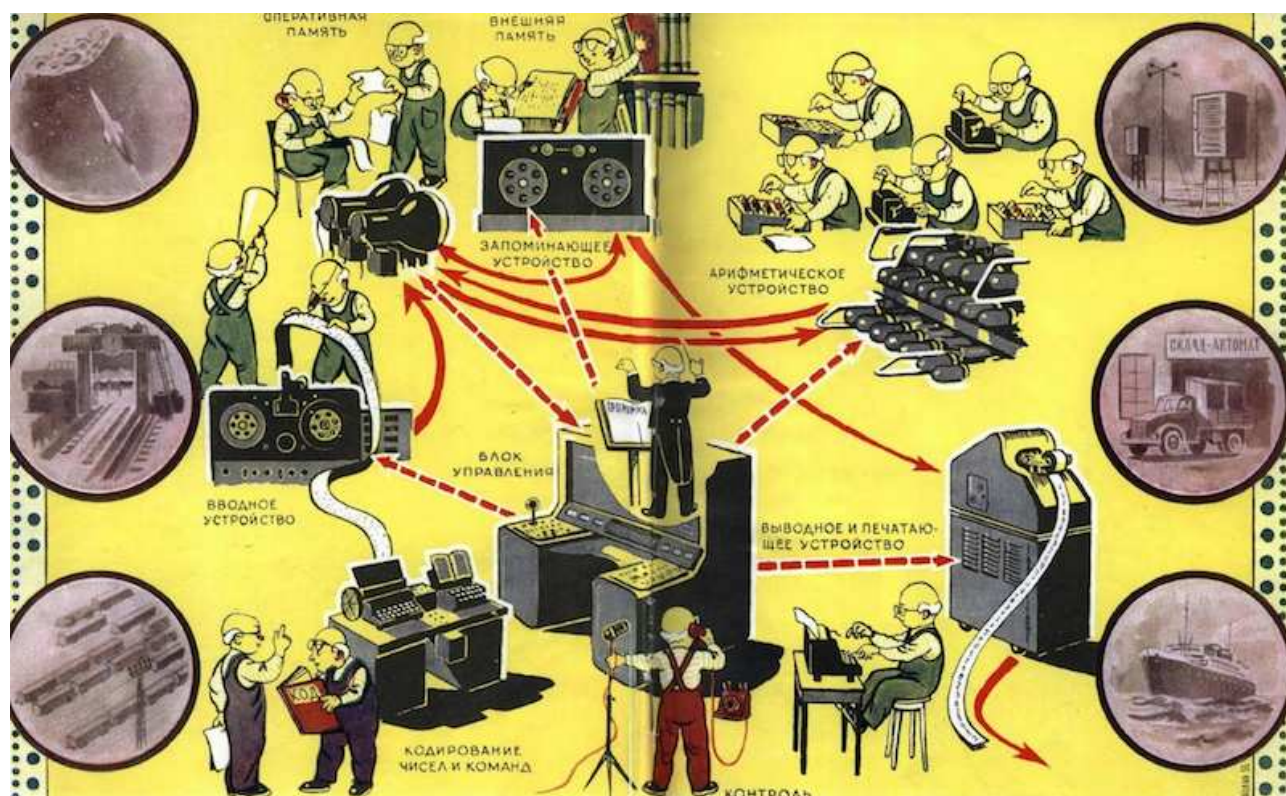 ОПЕРАТИВНАЯ
ПАМЯТЬ
ВНЕШНЯЯ
ПАМЯТЬ
ЗАПОМИНАЮЩЕЕ
УСТРОЙСТВО
АРИФМЕТИЧЕСКОЕ
УСТРОЙСТВО
СКЛАД-АВТОМАТ
ПРОГРАММА
БЛОК
УПРАВЛЕНИЯ
ВВОДНОЕ
УСТРОЙСТВО
ВЫВОДНОЕ И ПЕЧАТАЮ-
ЩЕЕ УСТРОЙСТВО
КОД
КОДИРОВАНИЕ
ЧИСЕЛ И КОМАНД
КОНТРОЛЬ